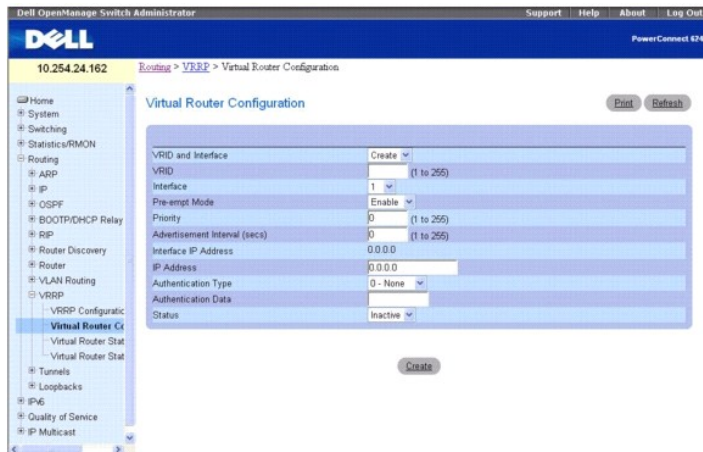 Dell OpenManage Switch Administrator
Support Help About Log Out
DELL
PowerConnect 624
10.254.24.162
Routing > VRRP > Virtual Router Configuration
Home
System
Switching
Statistics/RMON
Routing
ARP
IP
OSPF
BOOTP/DHCP Relay
RIP
Router Discovery
Router
VLAN Routing
VRRP
VRRP Configuratic
Virtual Router Cc
Virtual Router Stat
Virtual Router Stat
Tunnels
Loopbacks
IPv6
Quality of Service
IP Multicast
Virtual Router Configuration
Print Refresh
VRID and Interface Create
VRID (1 to 255)
Interface 1
Pre-empt Mode Enable
Priority 0 (1 to 255)
Advertisement Interval (secs) 0 (1 to 255)
Interface IP Address 0.0.0.0
IP Address 0.0.0.0
Authentication Type 0 - None
Authentication Data
Status Inactive
Create